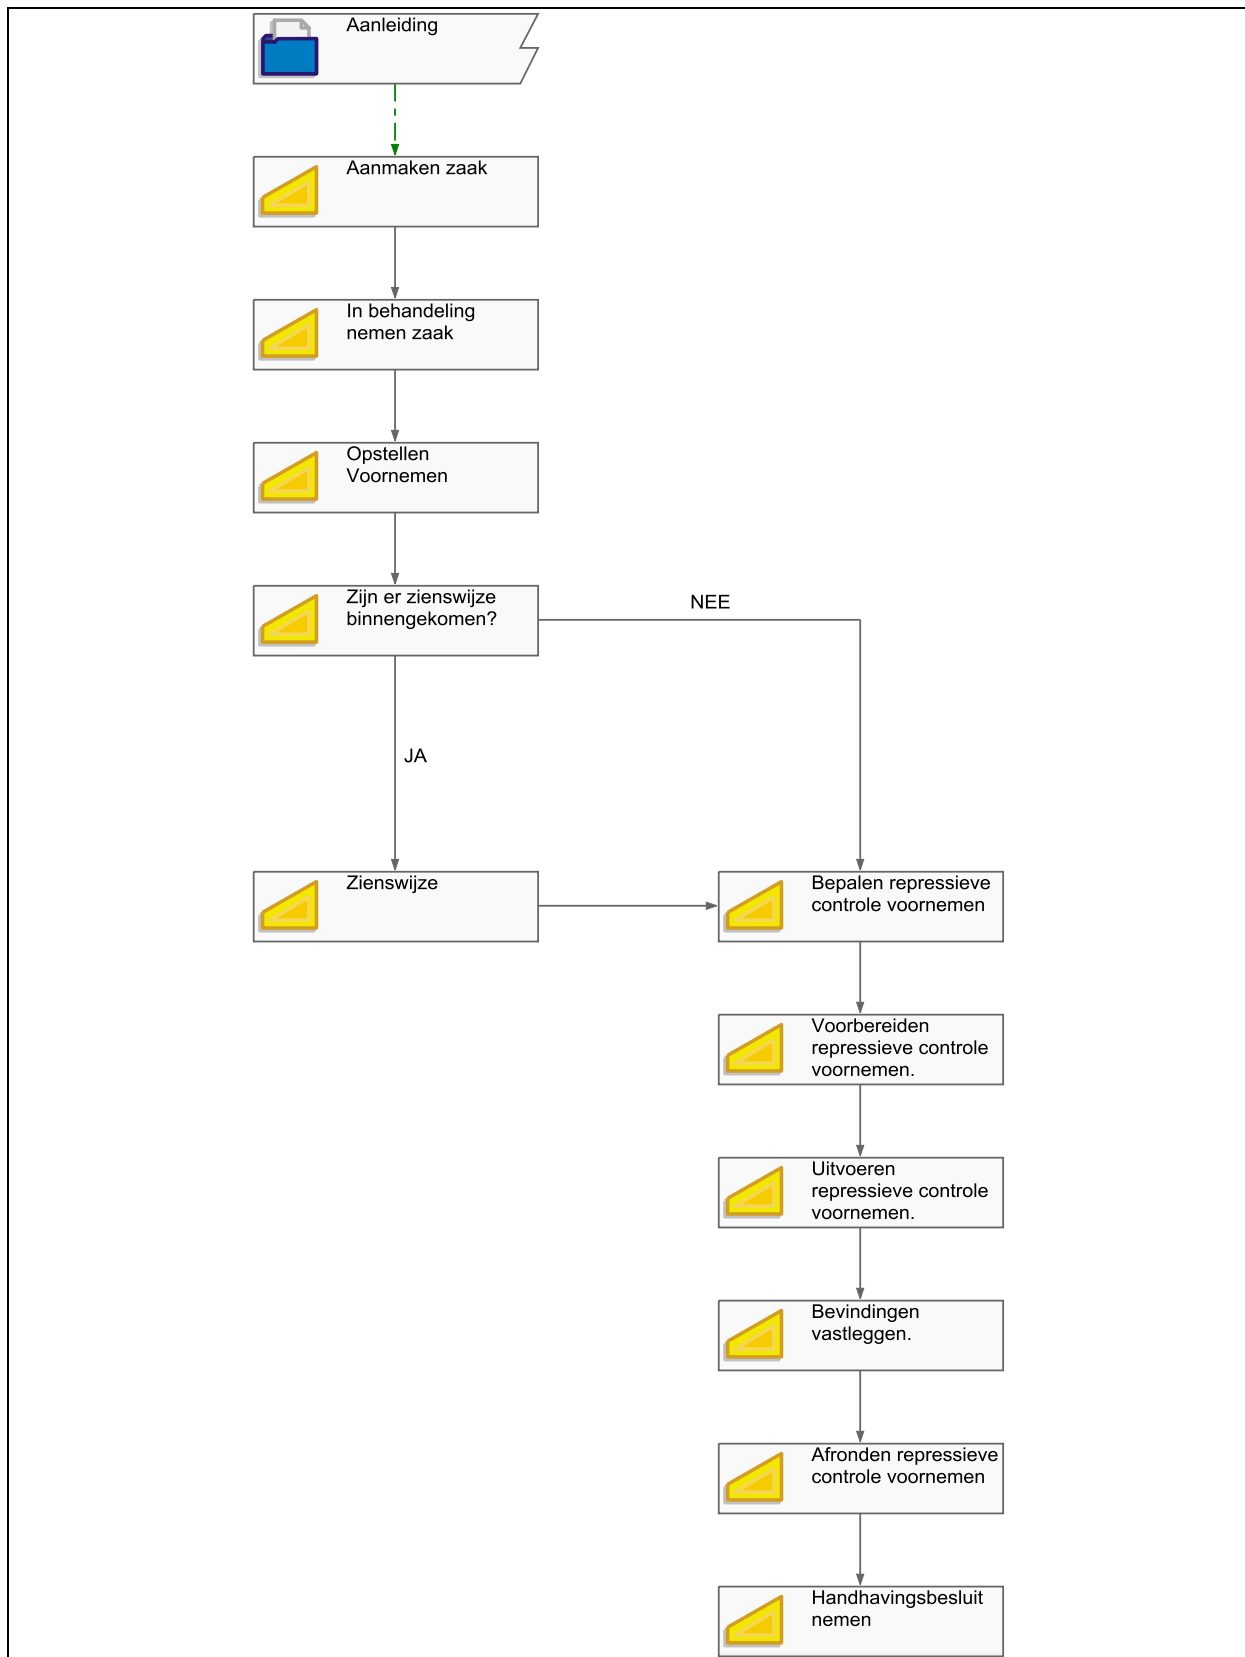 Aanleiding
Aanmaken zaak
In behandeling
nemen zaak
Opstellen
Voornemen
Zijn er zienswijze
binnengekomen?
NEE
JA
Zienswijze
Bepalen repressieve
controle voornemen
Voorbereiden
repressieve controle
voornemen.
Uitvoeren
repressieve controle
voornemen.
Bevindingen
vastleggen.
Afronden repressieve
controle voornemen
Handhavingsbesluit
nemen